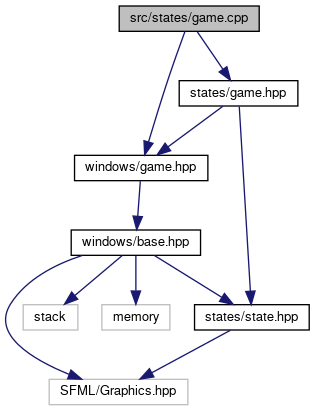 src/states/game.cpp
states/game.hpp
windows/game.hpp
windows/base.hpp
stack
memory
states/state.hpp
SFML/Graphics.hpp